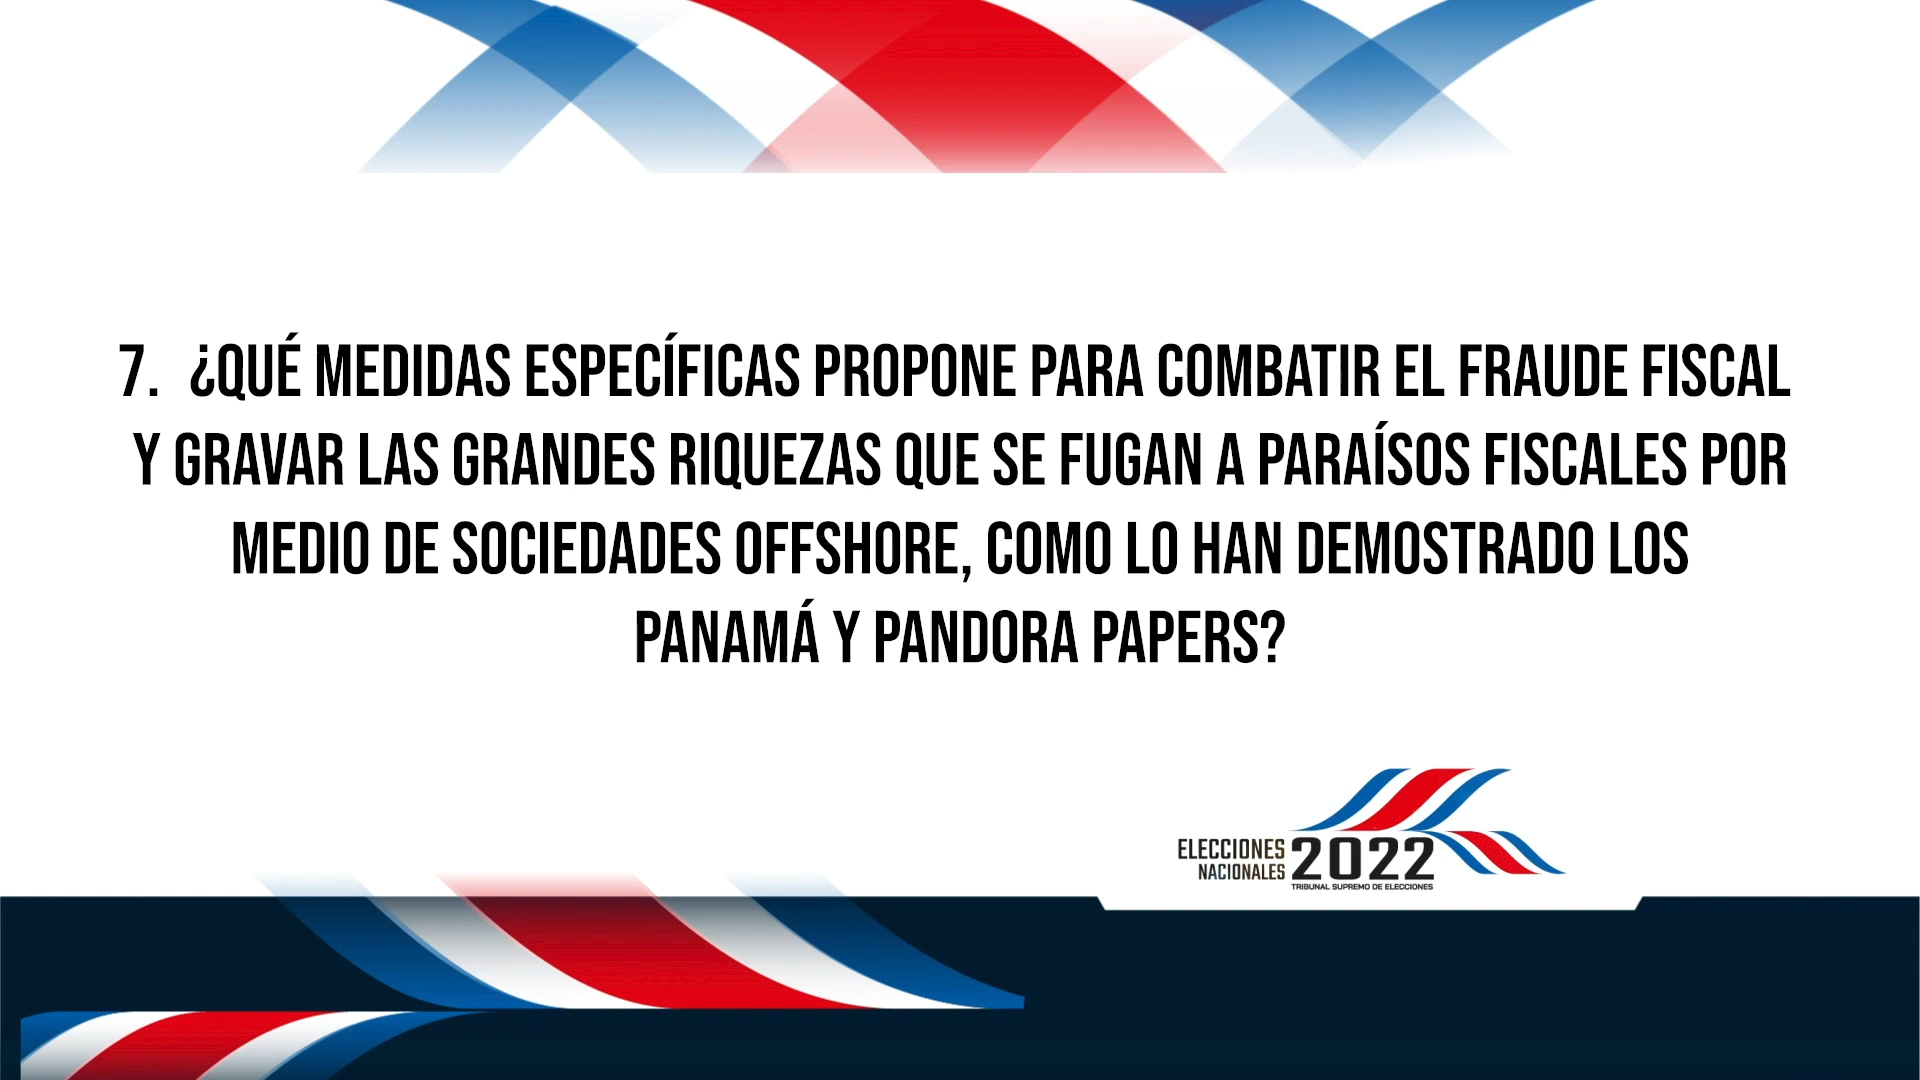 7. ¿QUÉ MEDIDAS ESPECÍFICAS PROPONE PARA COMBATIR EL FRAUDE FISCAL
Y GRAVAR LAS GRANDES RIQUEZAS QUE SE FUGAN A PARAÍSOS FISCALES POR
MEDIO DE SOCIEDADES OFFSHORE, COMO LO HAN DEMOSTRADO LOS
PANAMÁ Y PANDORA PAPERS?
ELECCIONES
NACIONALES
2022
TRIBUNAL SUPREMO DE ELECCIONES